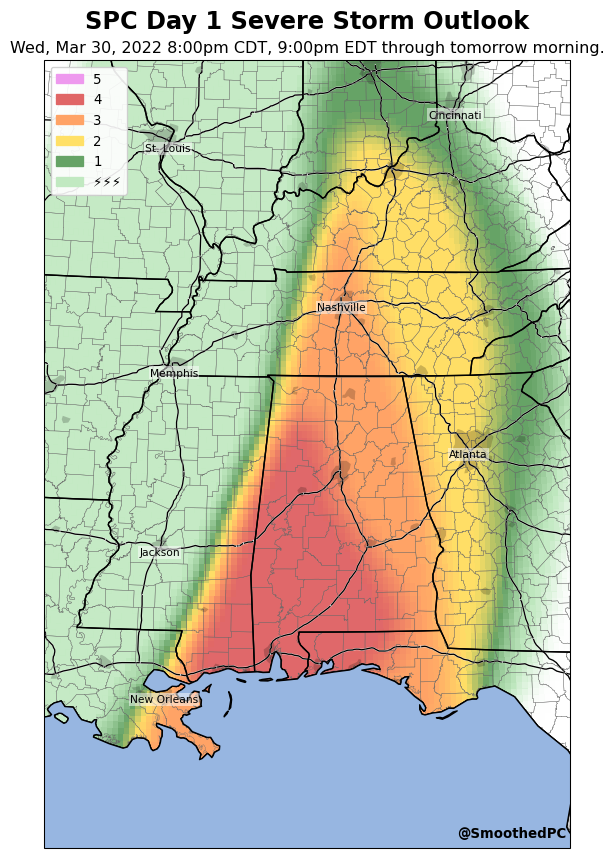 SPC Day 1 Severe Storm Outlook
Wed, Mar 30, 2022 8:00pm CDT, 9:00pm EDT through tomorrow morning.
5
4
3
2
1
⚡⚡⚡
Cincinnati
St. Louis
Nashville
Memphis
Atlanta
Jackson
New Orleans
@SmoothedPC